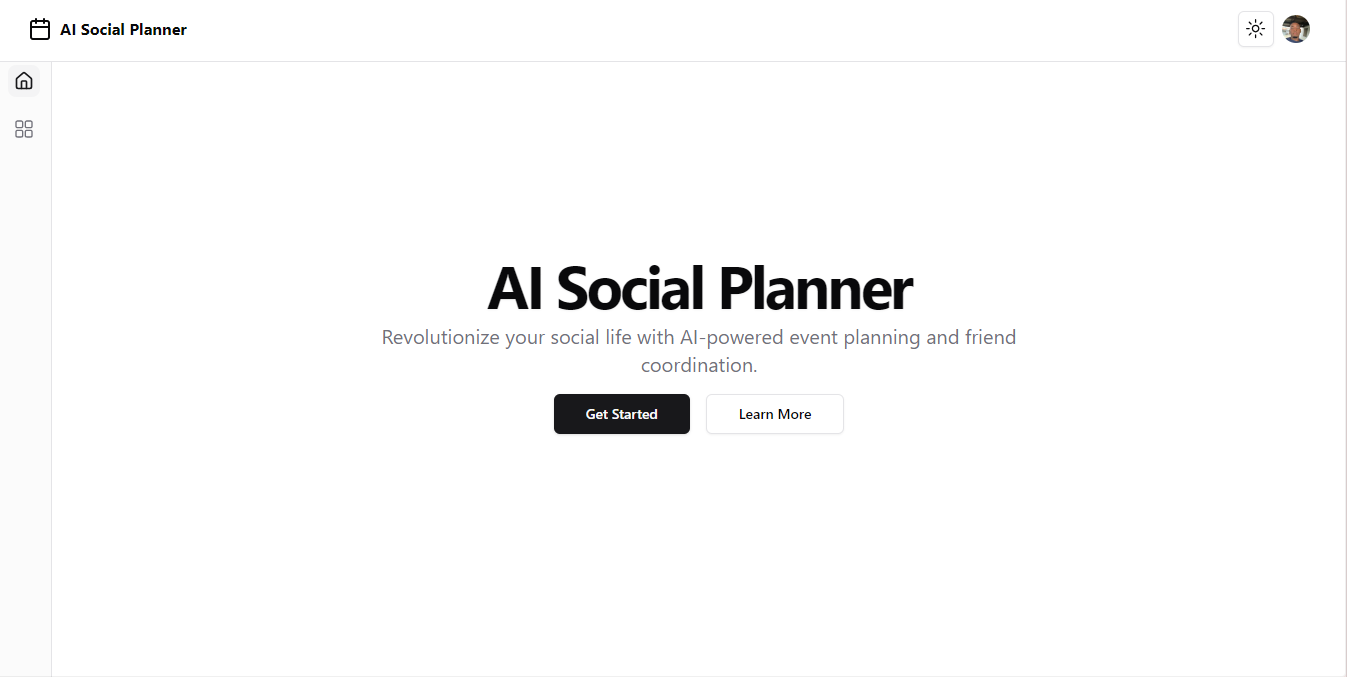 AI Social Planner
AI Social Planner
Revolutionize your social life with AI-powered event planning and friend
coordination.
Get Started
Learn More